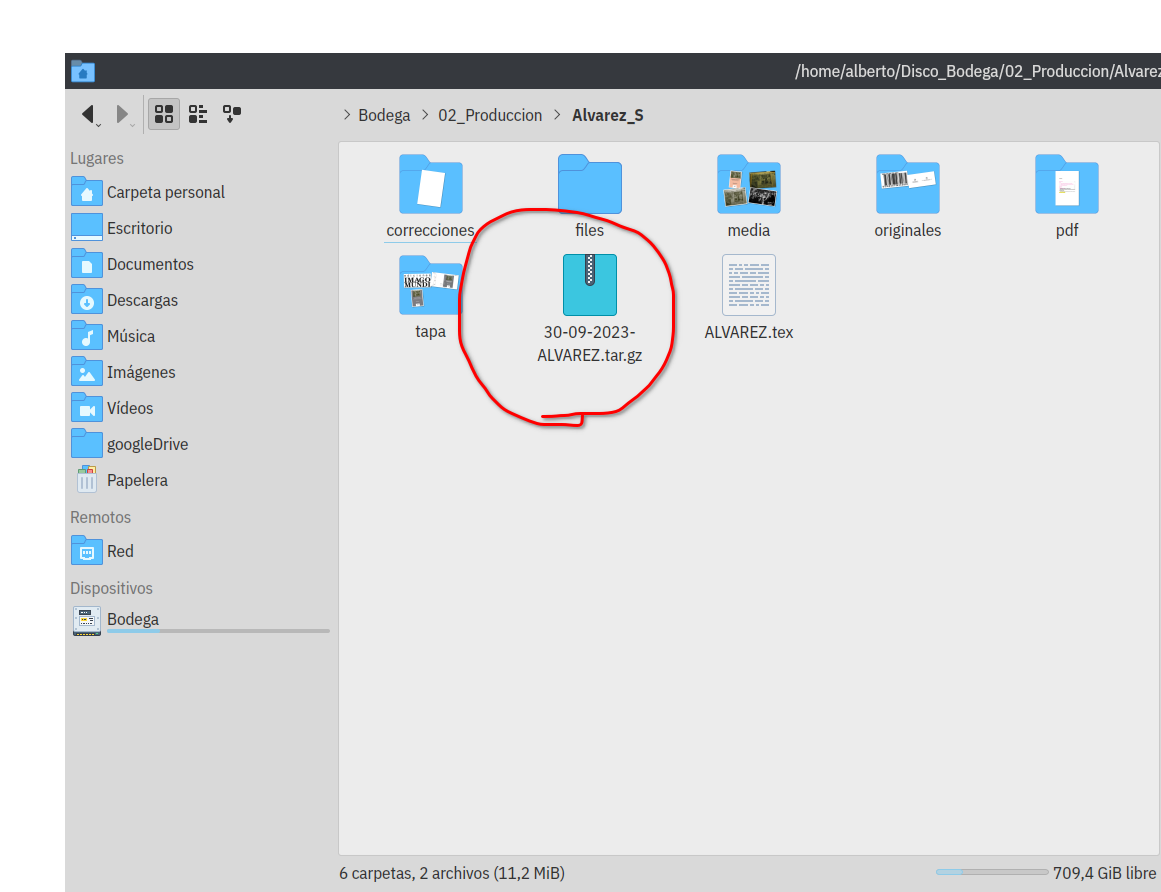 /home/alberto/Disco_Bodega/02_Produccion/Alvarez
> Bodega > 02_Produccion > Alvarez_S
Lugares
Carpeta personal
Escritorio
Documentos
Descargas
Música
Imágenes
Vídeos
googleDrive
Papelera
Remotos
Red
Dispositivos
Bodega
correcciones
files
media
originales
pdf
IMAGO
MUNDI
tapa
30-09-2023-
ALVAREZ.tar.gz
ALVAREZ.tex
6 carpetas, 2 archivos (11,2 MiB)
709,4 GiB libre